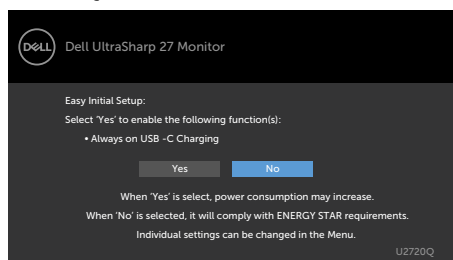 DELL
Dell UltraSharp 27 Monitor
Easy Initial Setup:
Select 'Yes' to enable the following function(s):
• Always on USB -C Charging
Yes No
When 'Yes' is select, power consumption may increase.
When 'No' is selected, it will comply with ENERGY STAR requirements.
Individual settings can be changed in the Menu.
U2720Q